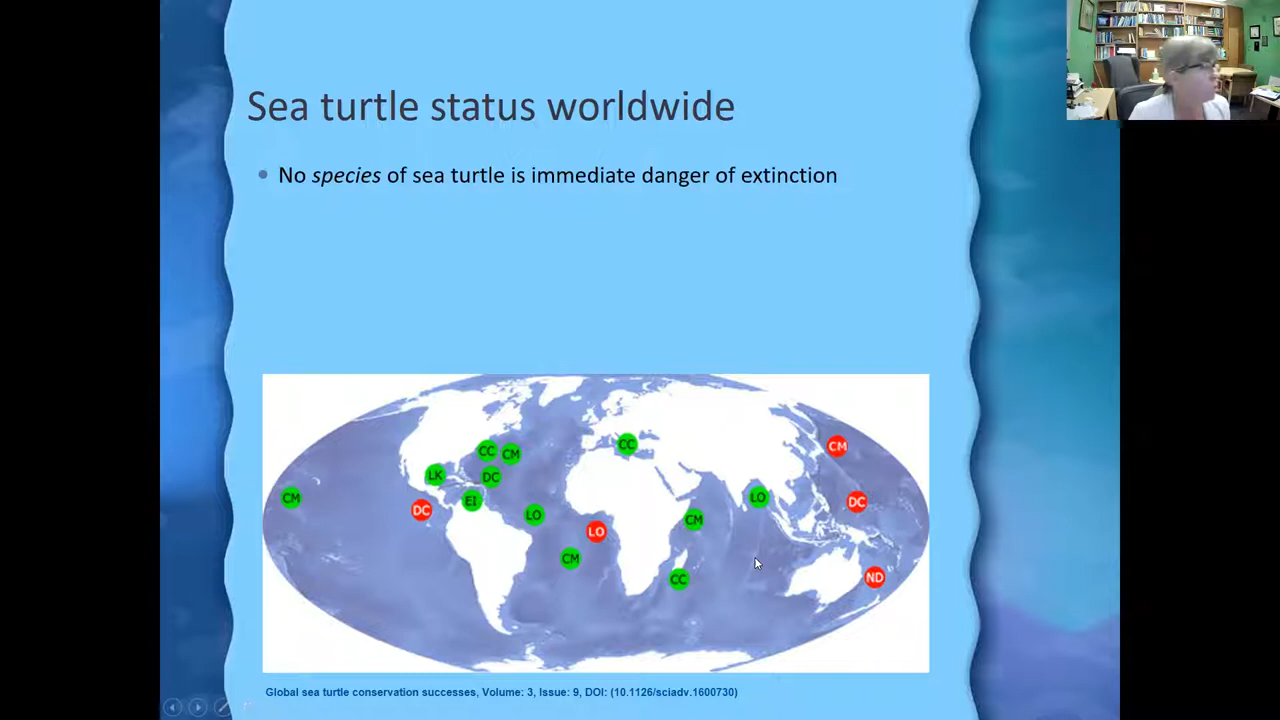 Sea turtle status worldwide
No species of sea turtle is immediate danger of extinction
CM
CC
CM
CC
LK
DC
CM
EI
DC
LO
DC
LO
LO
CM
CM
CC
ND
Global sea turtle conservation successes, Volume: 3, Issue: 9, DOI: (10.1126/sciadv.1600730)